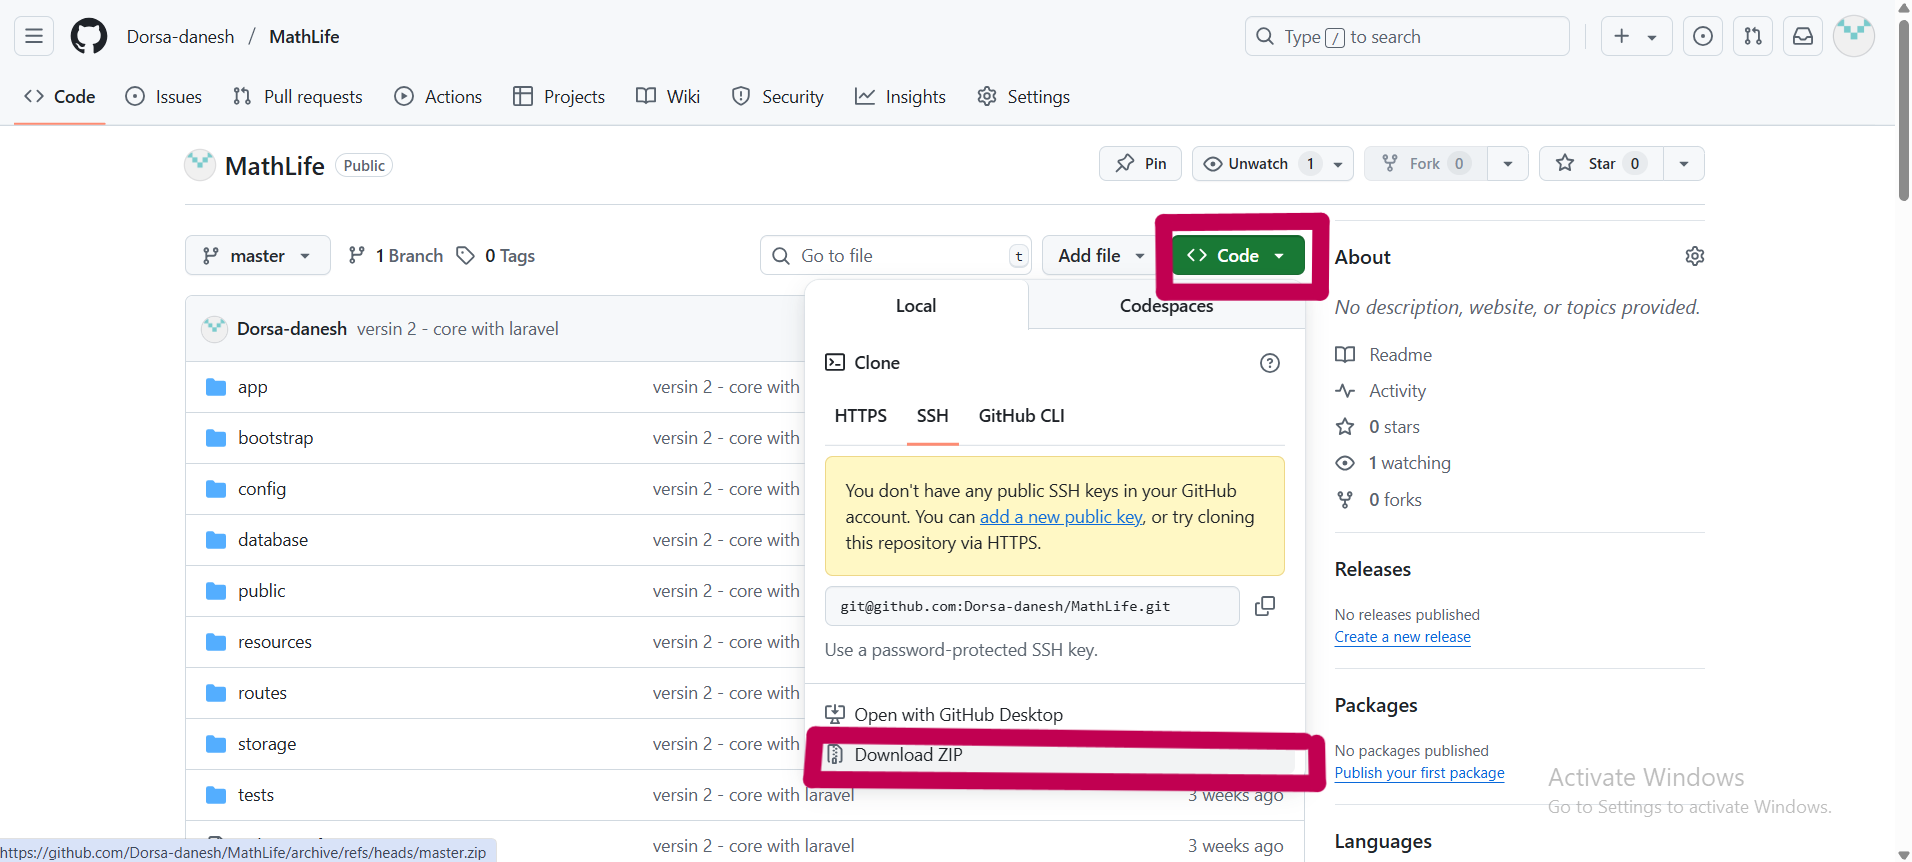 Dorsa-danesh / MathLife
Type / to search
Code Issues Pull requests Actions Projects Wiki Security Insights Settings
MathLife Public
Pin Unwatch 1 Fork 0 Star 0
master 1 Branch 0 Tags
Go to file t
Add file
<> Code
Dorsa-danesh versin 2 - core with laravel
app versin 2 - core with
bootstrap versin 2 - core with
config versin 2 - core with
database versin 2 - core with
public versin 2 - core with
resources versin 2 - core with
routes versin 2 - core with
storage versin 2 - core with
tests versin 2 - core with laravel 3 weeks ago
versin 2 - core with laravel 3 weeks ago
Local Codespaces
Clone
HTTPS SSH GitHub CLI
You don't have any public SSH keys in your GitHub
account. You can add a new public key, or try cloning
this repository via HTTPS.
git@github.com:Dorsa-danesh/MathLife.git
Use a password-protected SSH key.
Open with GitHub Desktop
Download ZIP
About
No description, website, or topics provided.
Readme
Activity
0 stars
1 watching
0 forks
Releases
No releases published
Create a new release
Packages
No packages published
Publish your first package
Languages
Activate Windows
Go to Settings to activate Windows.
https://github.com/Dorsa-danesh/MathLife/archive/refs/heads/master.zip